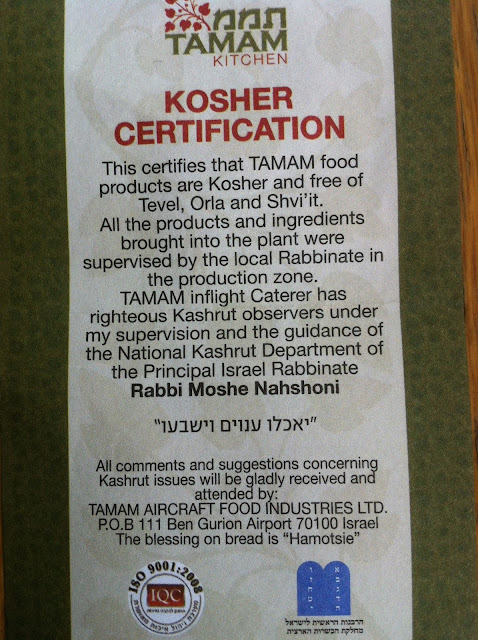 תממ
TAMAM
KITCHEN
KOSHER
CERTIFICATION
This certifies that TAMAM food
products are Kosher and free of
Tevel, Orla and Shvi'it.
All the products and ingredients
brought into the plant were
supervised by the local Rabbinate in
the production zone.
TAMAM inflight Caterer has
righteous Kashrut observers under
my supervision and the guidance of
the National Kashrut Department of
the Principal Israel Rabbinate
Rabbi Moshe Nahshoni
"יאכלו ענוים וישבעו"
All comments and suggestions concerning
Kashrut issues will be gladly received and
attended by:
TAMAM AIRCRAFT FOOD INDUSTRIES LTD.
P.O.B 111 Ben Gurion Airport 70100 Israel
The blessing on bread is "Hamotsie"
ISO 9001:2008
IQC
הרבנות הראשית לישראל
מחלקת הכשרות הארצית